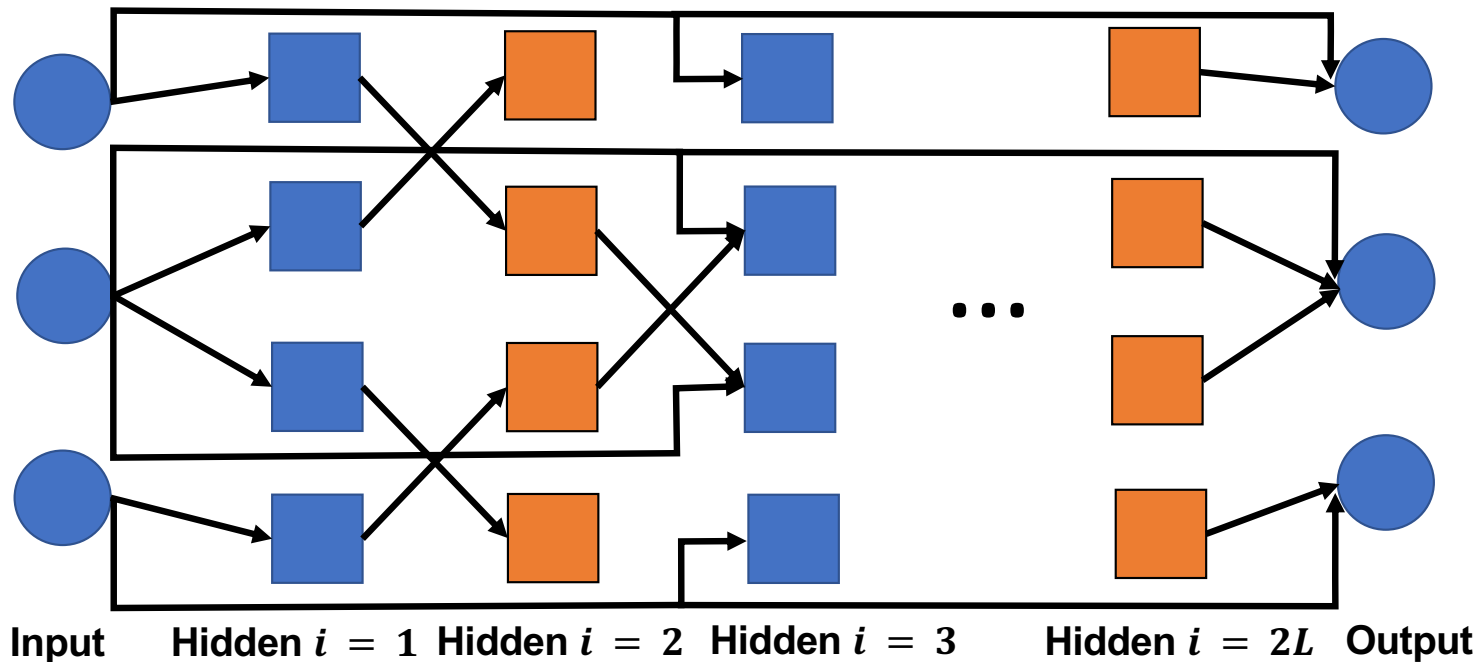 ...
Input Hidden i = 1 Hidden i = 2 Hidden i = 3 Hidden i = 2L Output